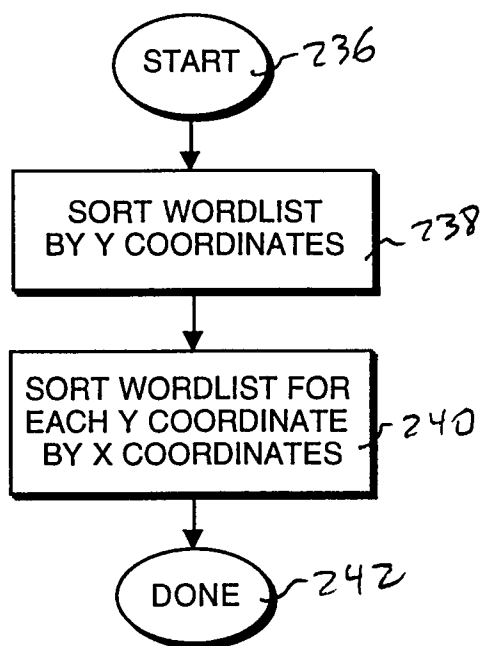 START
236
SORT WORDLIST
BY Y COORDINATES
238
SORT WORDLIST FOR
EACH Y COORDINATE
BY X COORDINATES
240
DONE
242